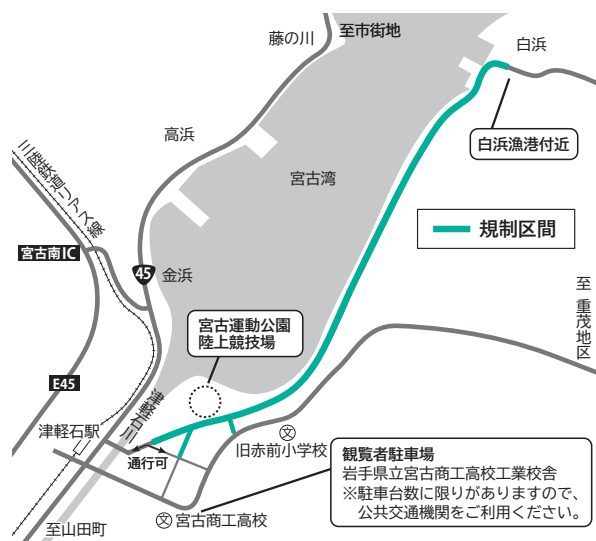 藤の川
至市街地
白浜
高浜
白浜漁港付近
三陸鉄道リアス線
宮古湾
規制区間
宮古南IC
45
金浜
至重茂地区
宮古運動公園
陸上競技場
E45
津軽石川
津軽石駅
通行可
文
旧赤前小学校
観覧者駐車場
岩手県立宮古商工高校工業校舎
※駐車台数に限りがありますので、
公共交通機関をご利用ください。
文 宮古商工高校
至山田町